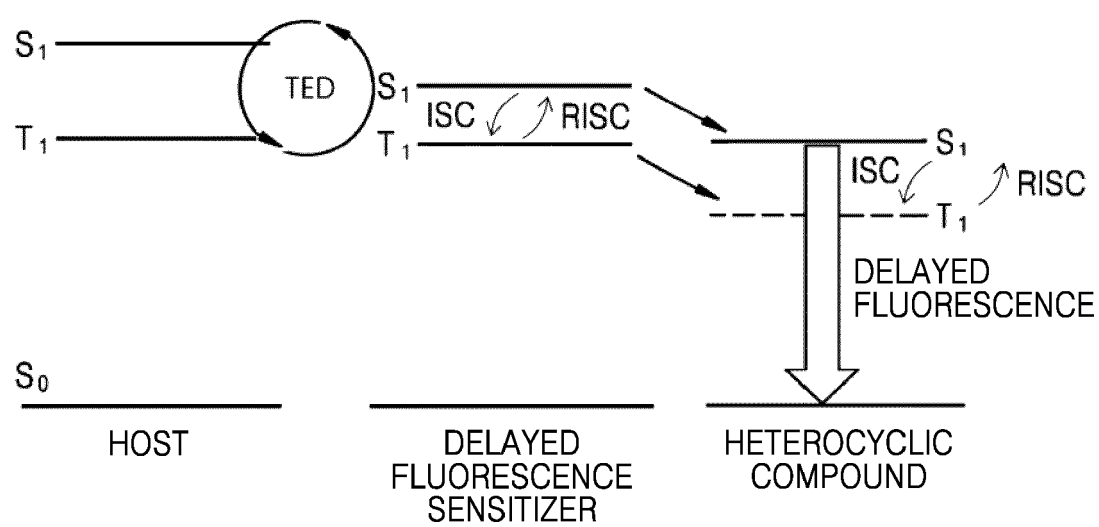 S1
TED
S1
T1
ISC
RISC
T1
S1
ISC
RISC
T1
DELAYED
FLUORESCENCE
S0
HOST
DELAYED
FLUORESCENCE
SENSITIZER
HETEROCYCLIC
COMPOUND